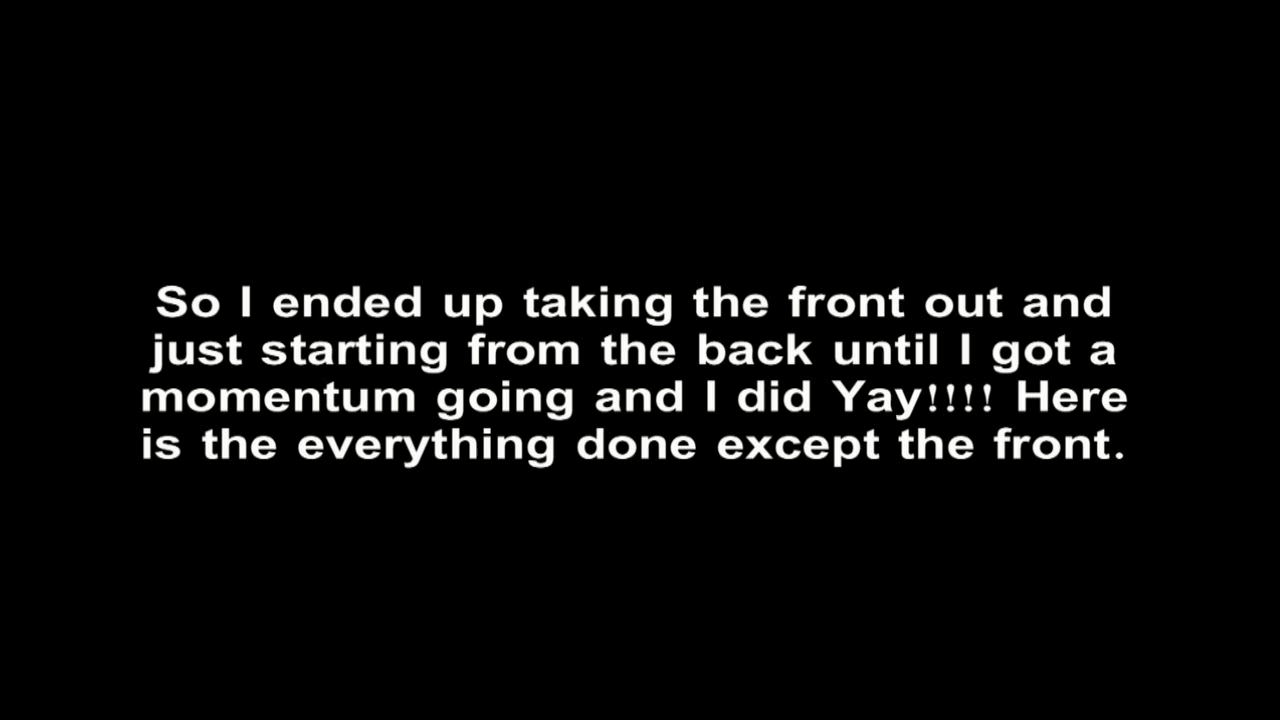 So I ended up taking the front out and
just starting from the back until I got a
momentum going and I did Yay!!!! Here
is the everything done except the front.